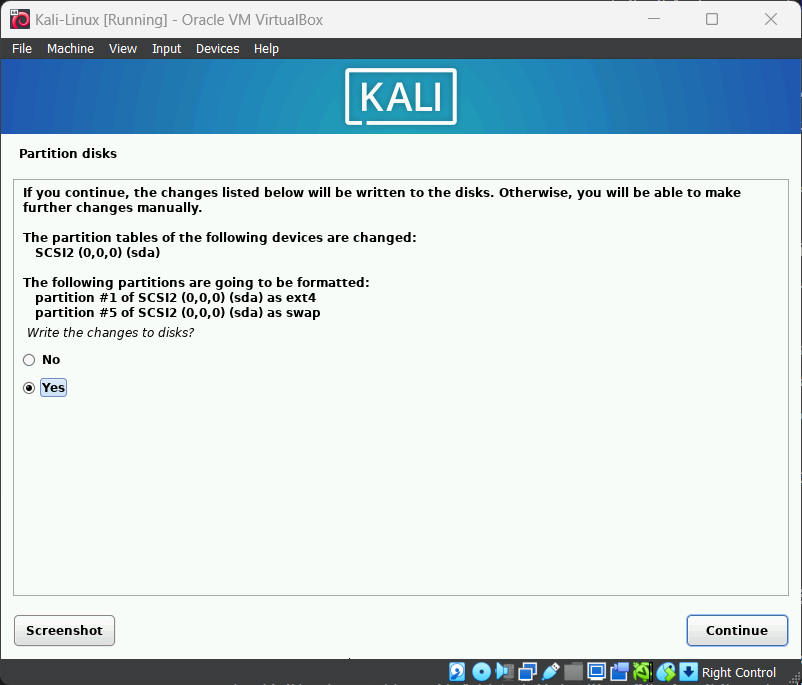 Kali-Linux [Running] - Oracle VM VirtualBox
File Machine View Input Devices Help
KALI
Partition disks
If you continue, the changes listed below will be written to the disks. Otherwise, you will be able to make
further changes manually.
The partition tables of the following devices are changed:
SCSI2 (0,0,0) (sda)
The following partitions are going to be formatted:
partition #1 of SCSI2 (0,0,0) (sda) as ext4
partition #5 of SCSI2 (0,0,0) (sda) as swap
Write the changes to disks?
No
Yes
Screenshot
Continue
Right Control